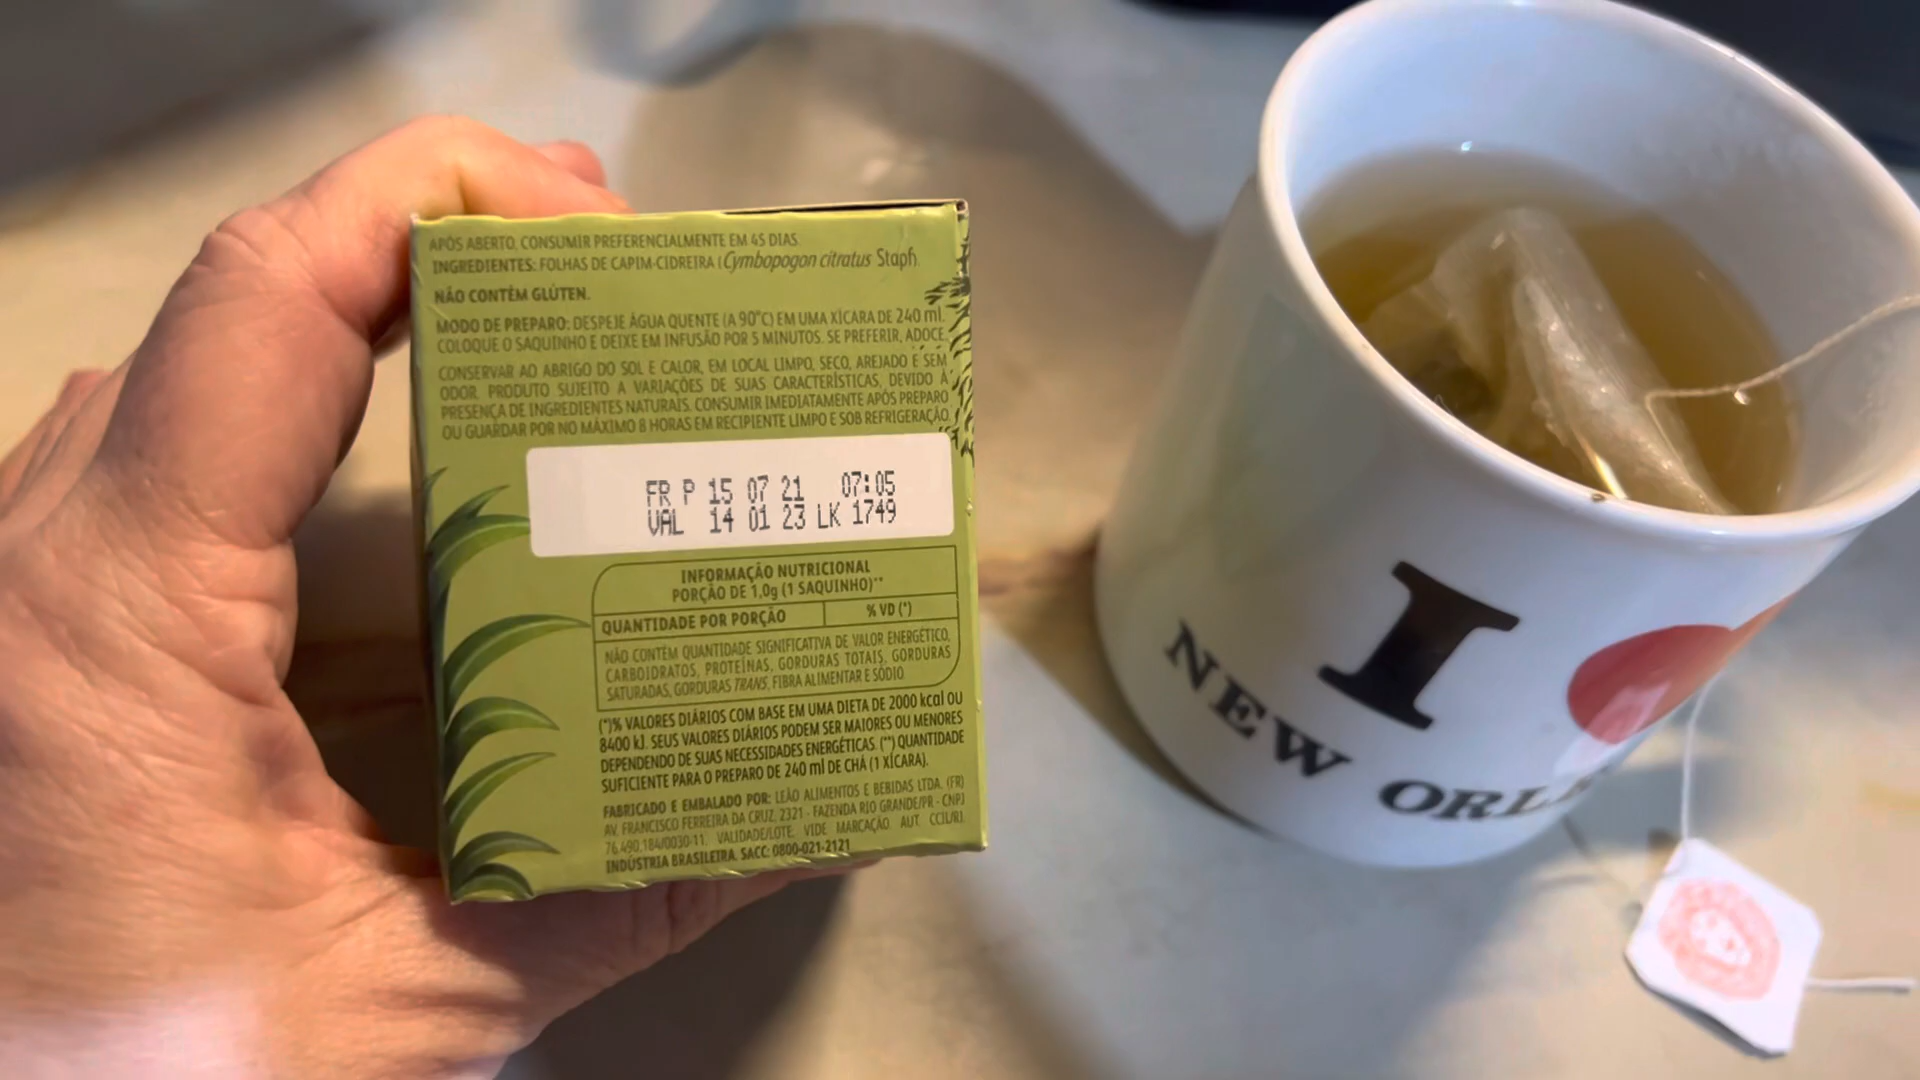 APÓS ABERTO, CONSUMIR PREFERENCIALMENTE EM 45 DIAS.
INGREDIENTES: FOLHAS DE CAPIM-CIDREIRA (Cymbopogon citratus Stapf).
NÃO CONTÉM GLÚTEN.
MODO DE PREPARO: DESPEJE ÁGUA QUENTE (A 90°C) EM UMA XÍCARA DE 240 ml.
COLOQUE O SAQUINHO E DEIXE EM INFUSÃO POR 5 MINUTOS. SE PREFERIR, ADOCE.
CONSERVAR AO ABRIGO DO SOL E CALOR, EM LOCAL LIMPO, SECO, AREJADO E SEM
ODOR. PRODUTO SUJEITO A VARIAÇÕES DE SUAS CARACTERÍSTICAS, DEVIDO À
PRESENÇA DE INGREDIENTES NATURAIS. CONSUMIR IMEDIATAMENTE APÓS PREPARO
OU GUARDAR POR NO MÁXIMO 8 HORAS EM RECIPIENTE LIMPO E SOB REFRIGERAÇÃO.
FR P 15 07 21 07:05
VAL 14 01 23 LK 1749
INFORMAÇÃO NUTRICIONAL
PORÇÃO DE 1,0g (1 SAQUINHO)**
QUANTIDADE POR PORÇÃO % VD (*)
NÃO CONTÉM QUANTIDADE SIGNIFICATIVA DE VALOR ENERGÉTICO,
CARBOIDRATOS, PROTEÍNAS, GORDURAS TOTAIS, GORDURAS
SATURADAS, GORDURAS TRANS, FIBRA ALIMENTAR E SÓDIO.
(*)% VALORES DIÁRIOS COM BASE EM UMA DIETA DE 2000 kcal OU
8400 kJ. SEUS VALORES DIÁRIOS PODEM SER MAIORES OU MENORES
DEPENDENDO DE SUAS NECESSIDADES ENERGÉTICAS. (**) QUANTIDADE
SUFICIENTE PARA O PREPARO DE 240 ml DE CHÁ (1 XÍCARA).
FABRICADO E EMBALADO POR: LEÃO ALIMENTOS E BEBIDAS LTDA. (FR)
AV. FRANCISCO FERREIRA DA CRUZ, 2321 - FAZENDA RIO GRANDE/PR - CNPJ
76.490.184/0030-11. VALIDADE/LOTE: VIDE MARCAÇÃO AUT. CCIL/RJ.
INDÚSTRIA BRASILEIRA. SACC: 0800-021-2121
I
NEW ORL